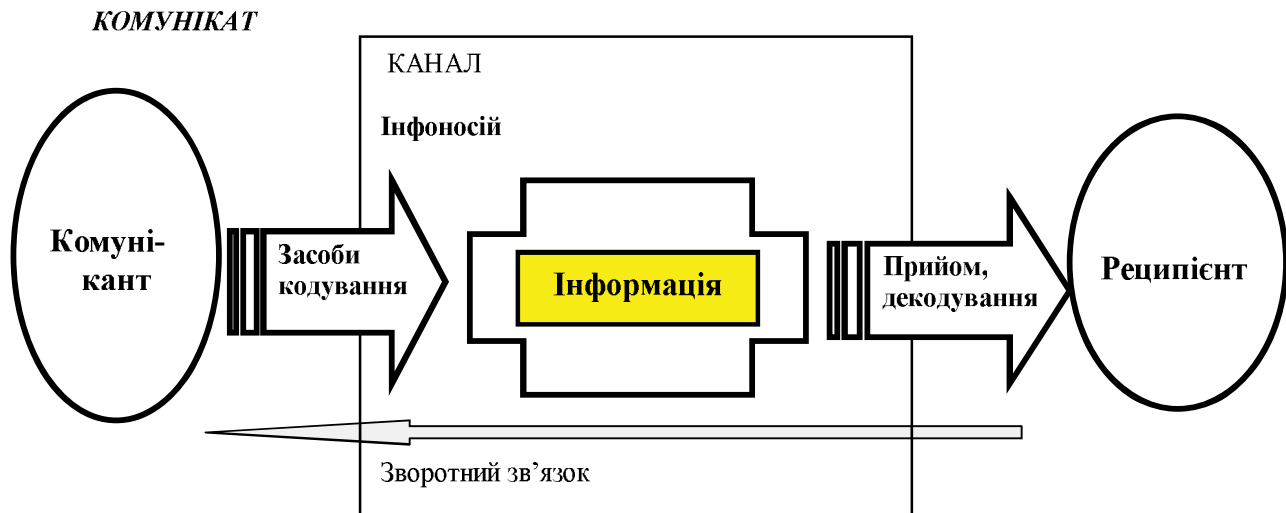 КОМУНІКАТ
КАНАЛ
Інфоносій
Комуні-
кант
Засоби
кодування
Інформація
Прийом,
декодування
Реципієнт
Зворотний зв’язок